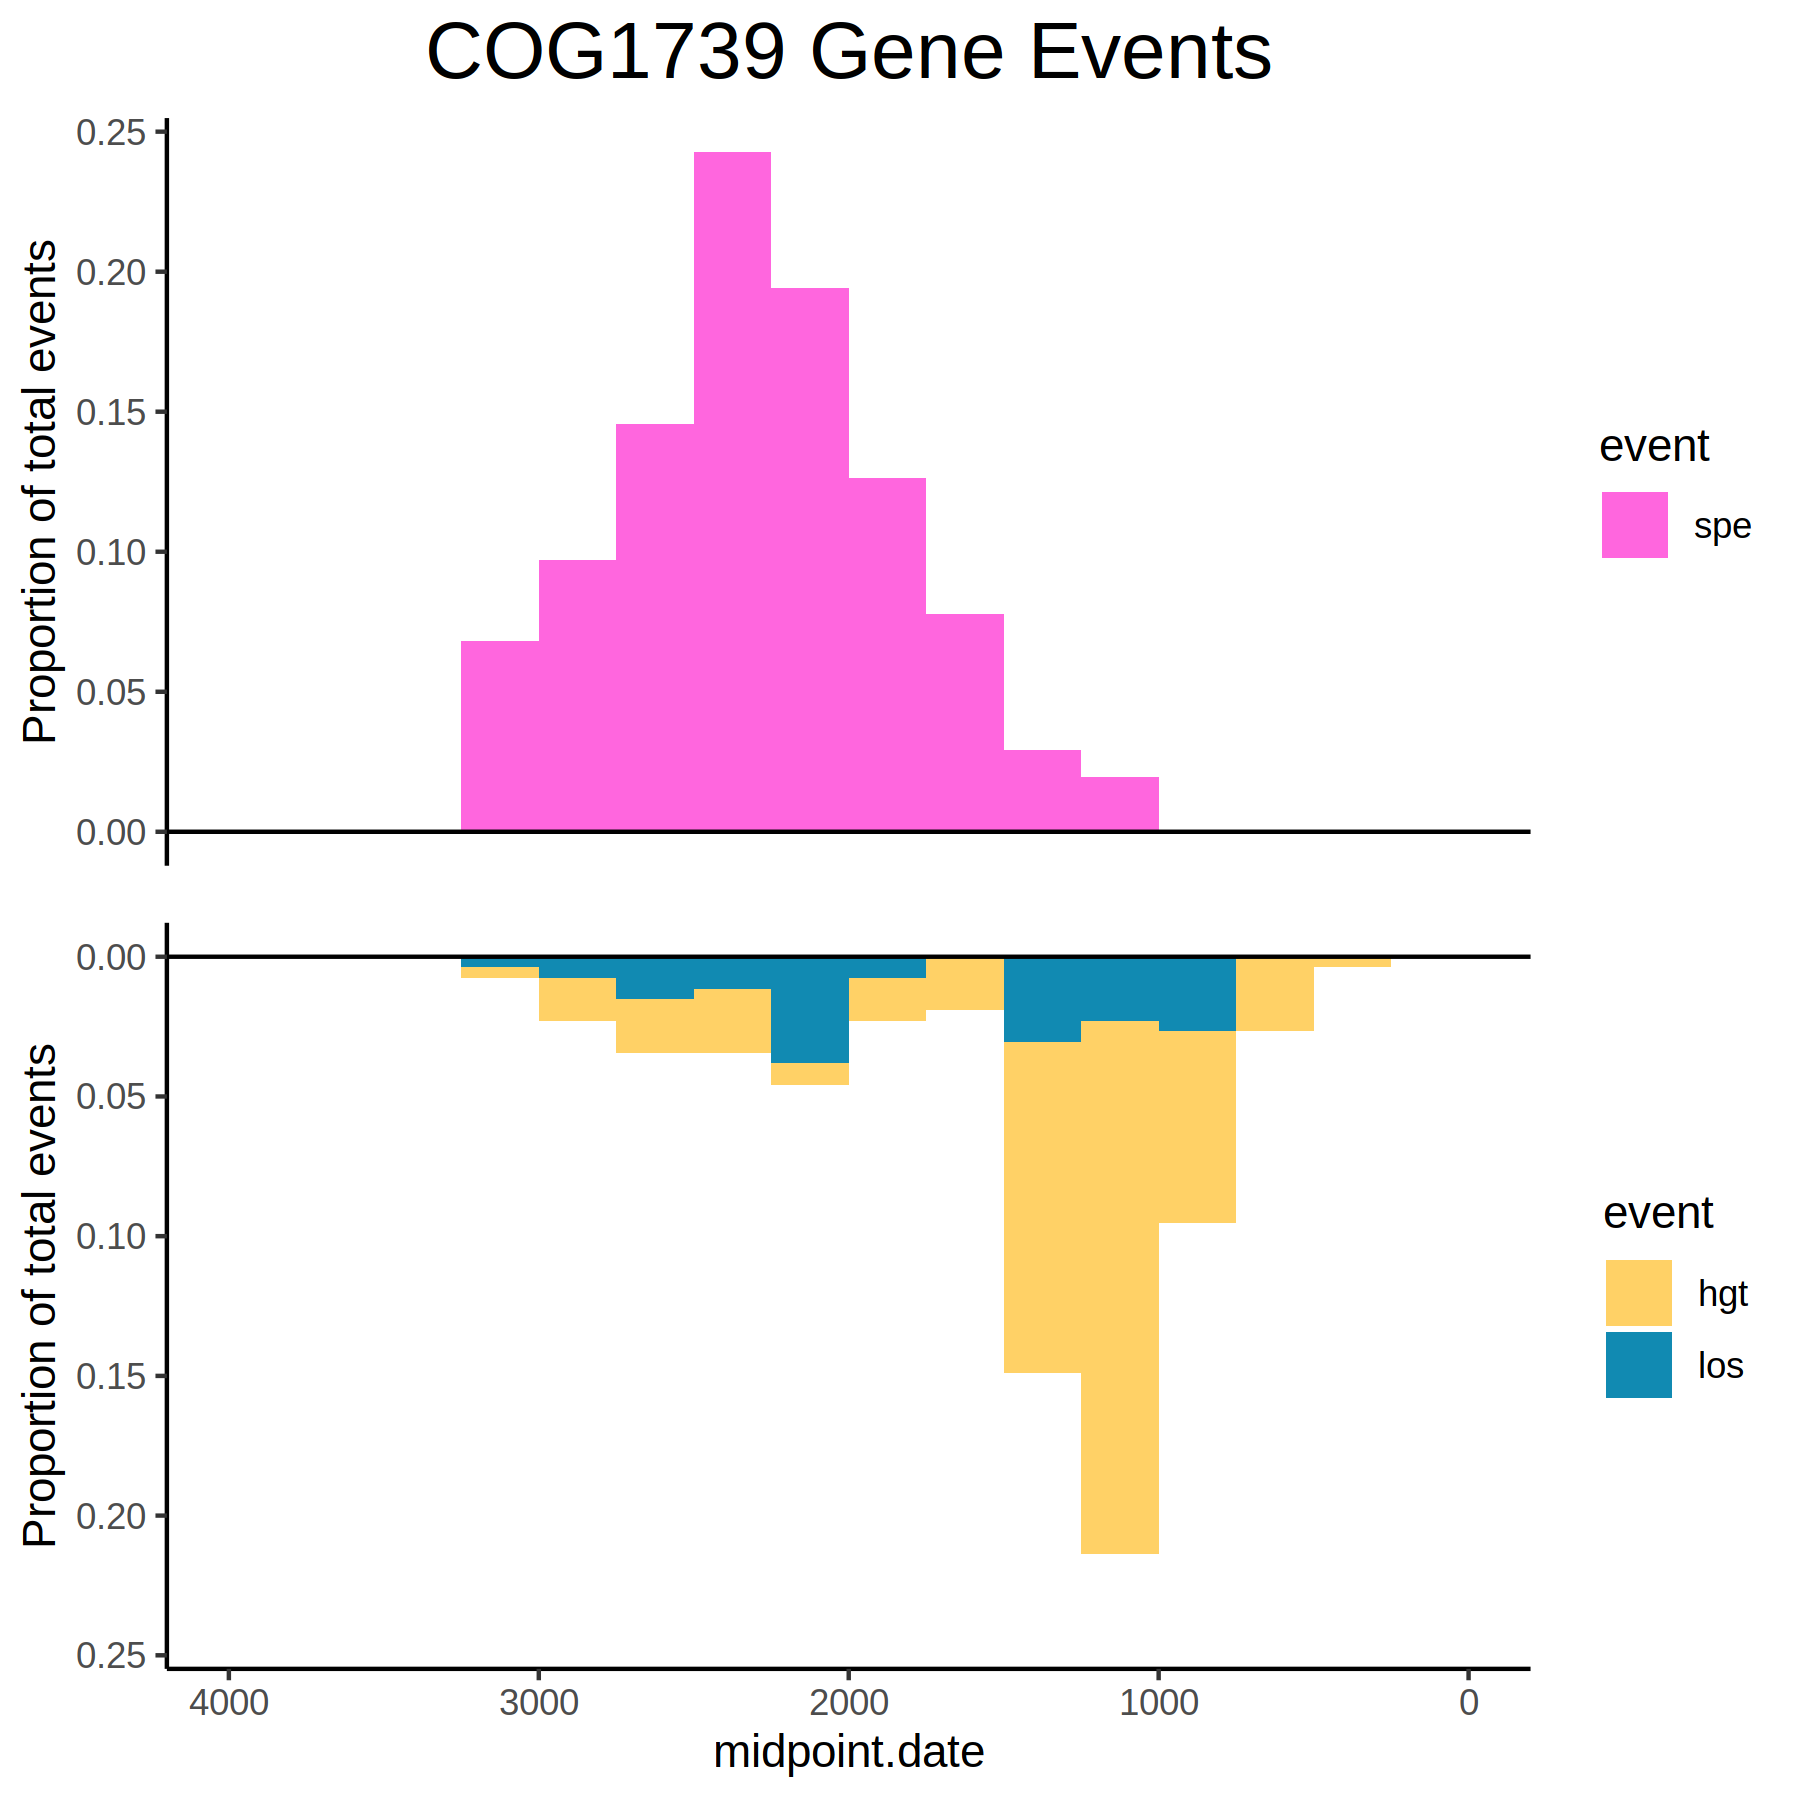 COG1739 Gene Events
Proportion of total events
0.25
0.20
0.15
0.10
0.05
0.00
event
spe
Proportion of total events
0.00
0.05
0.10
0.15
0.20
0.25
event
hgt
los
4000 3000 2000 1000 0
midpoint.date